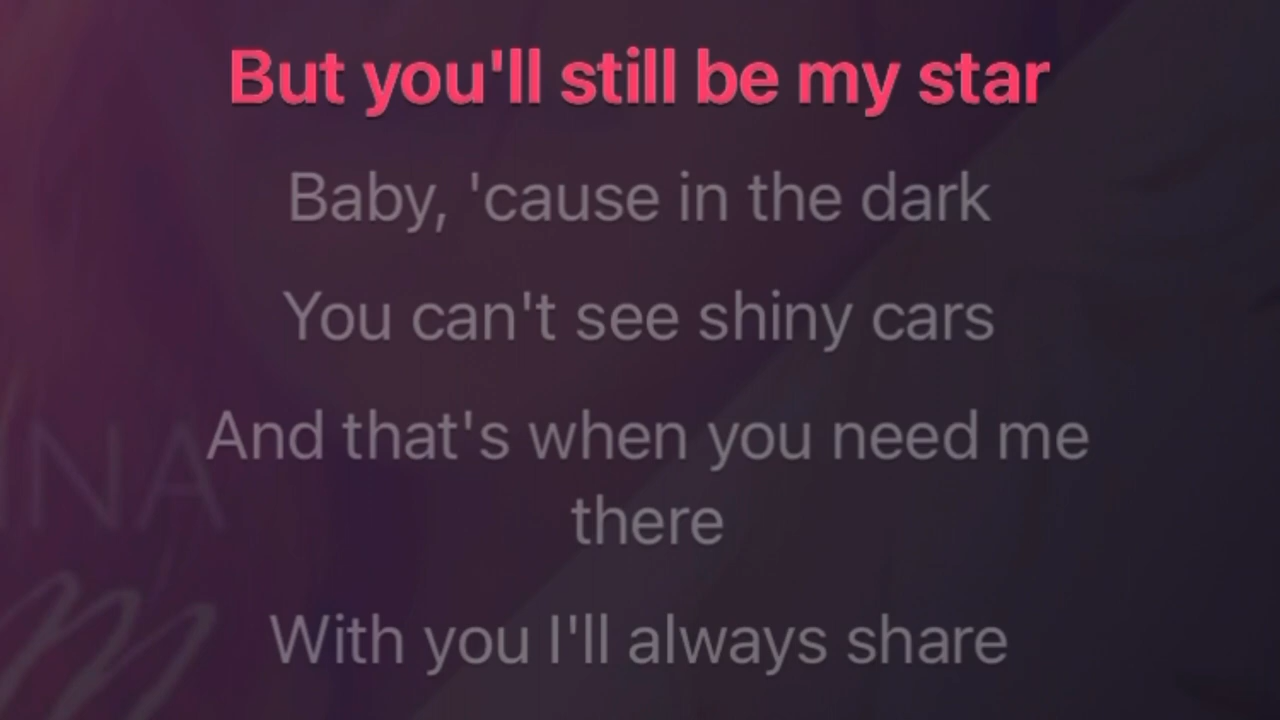 But you'll still be my star
Baby, 'cause in the dark
You can't see shiny cars
And that's when you need me
there
With you I'll always share
INA
m